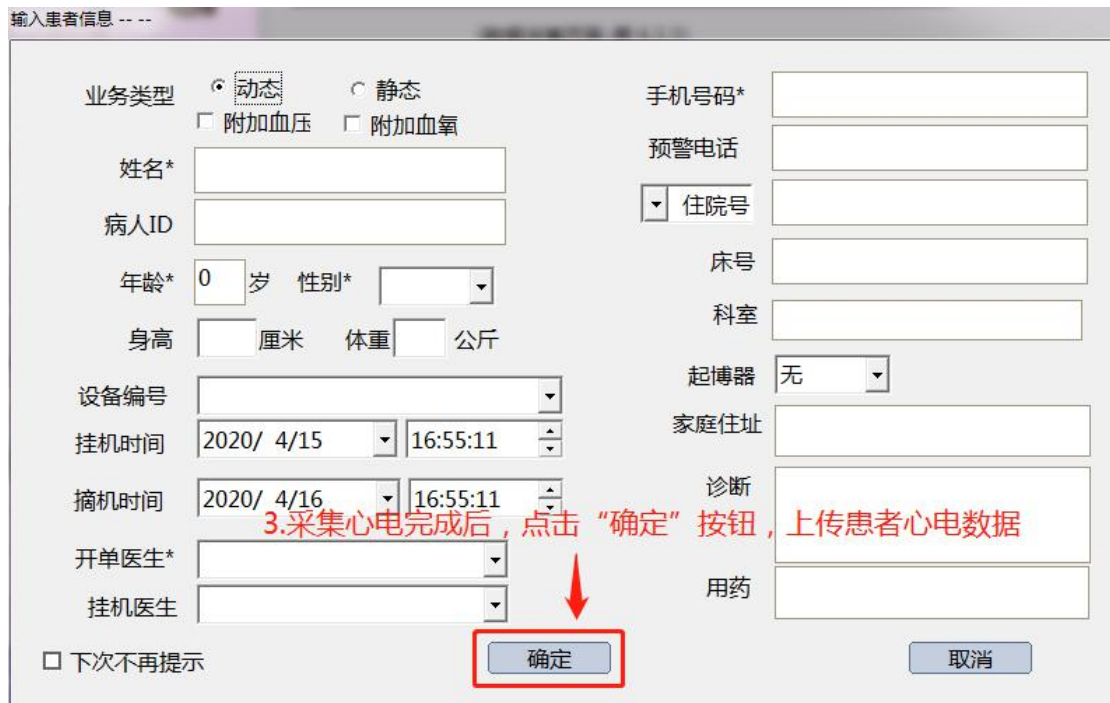 输入患者信息 -- --
业务类型 动态 静态
附加血压 附加血氧
姓名*
病人ID
年龄* 0 岁 性别*
身高 厘米 体重 公斤
设备编号
挂机时间 2020/ 4/15 16:55:11
摘机时间 2020/ 4/16 16:55:11
开单医生*
挂机医生
手机号码*
预警电话
住院号
床号
科室
起博器 无
家庭住址
诊断
用药
3.采集心电完成后，点击“确定”按钮，上传患者心电数据
下次不再提示
确定
取消